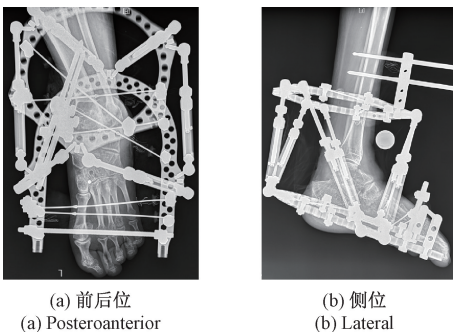 L
(a) 前后位
(a) Posteroanterior
(b) 侧位
(b) Lateral